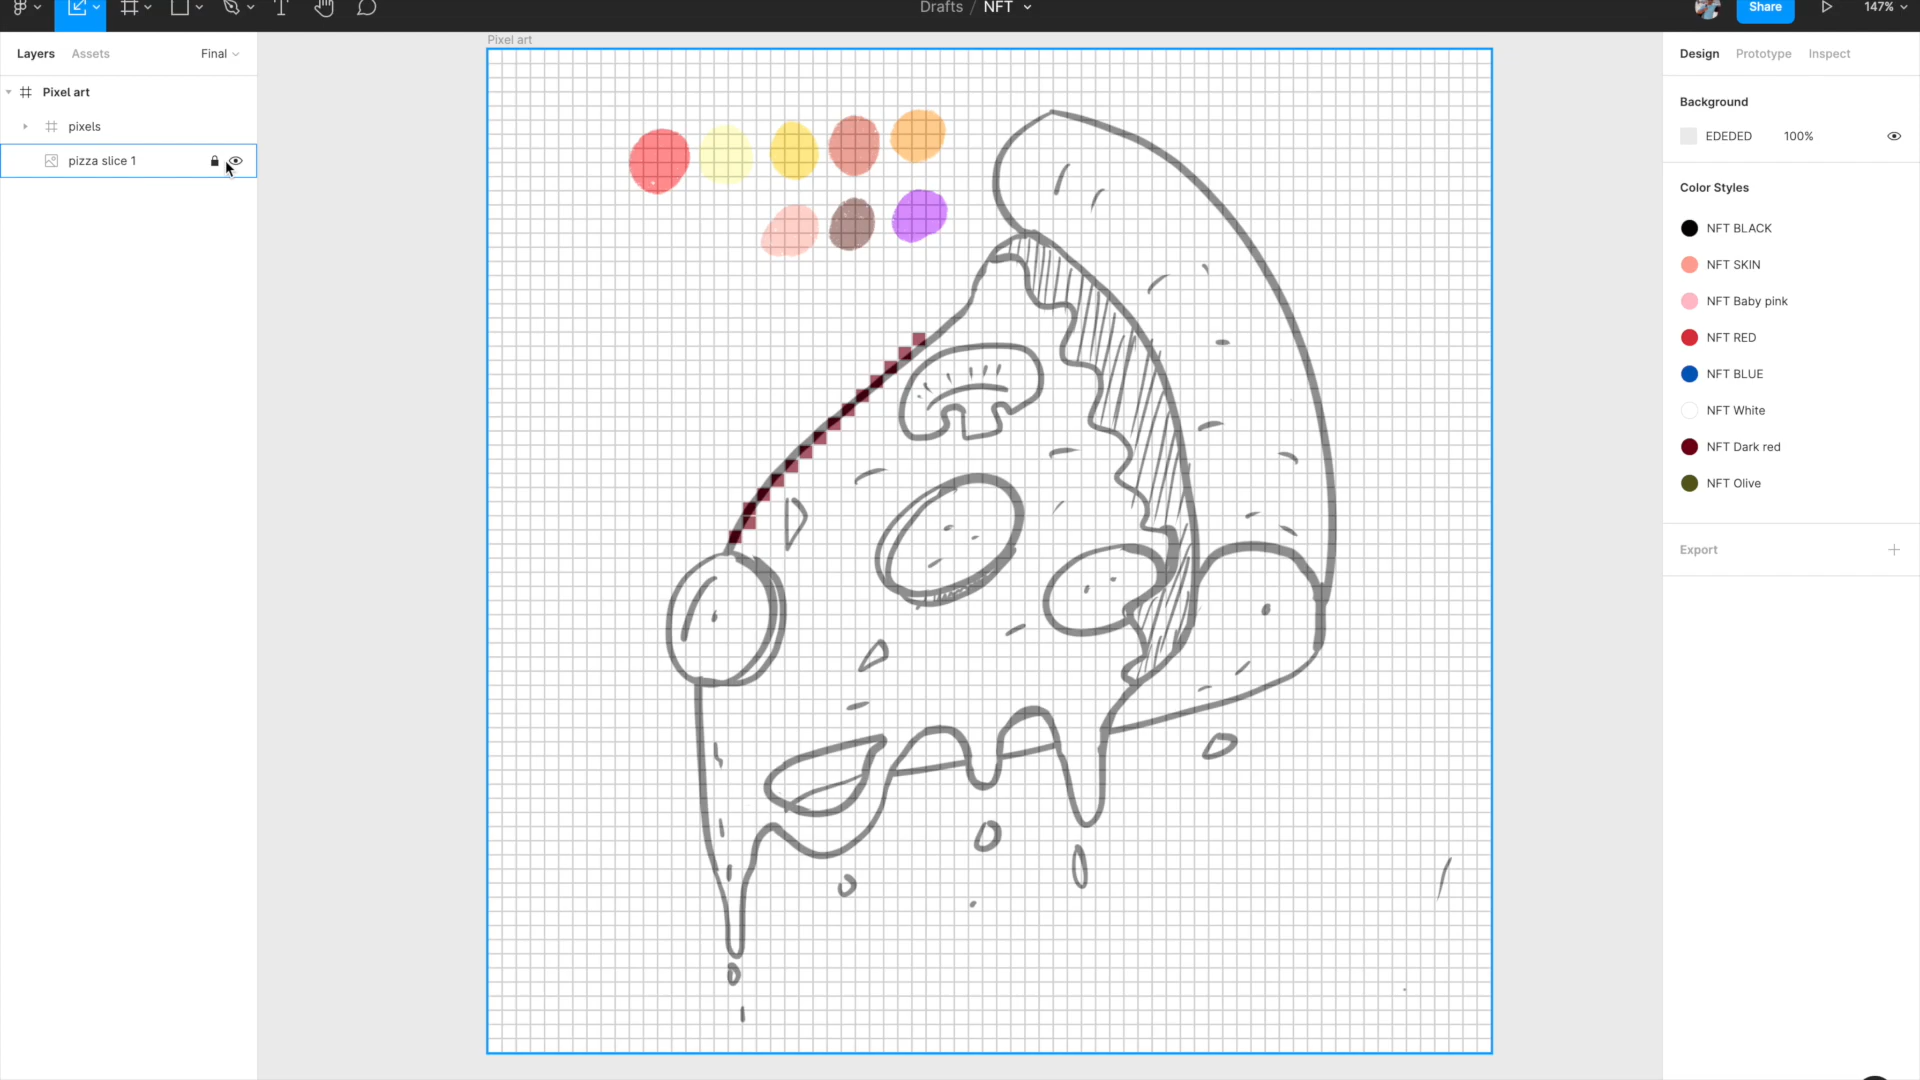 Drafts / NFT
Share
147%
Layers
Assets
Final
Pixel art
pixels
pizza slice 1
Pixel art
Design
Prototype
Inspect
Background
EDEDED 100%
Color Styles
NFT BLACK
NFT SKIN
NFT Baby pink
NFT RED
NFT BLUE
NFT White
NFT Dark red
NFT Olive
Export